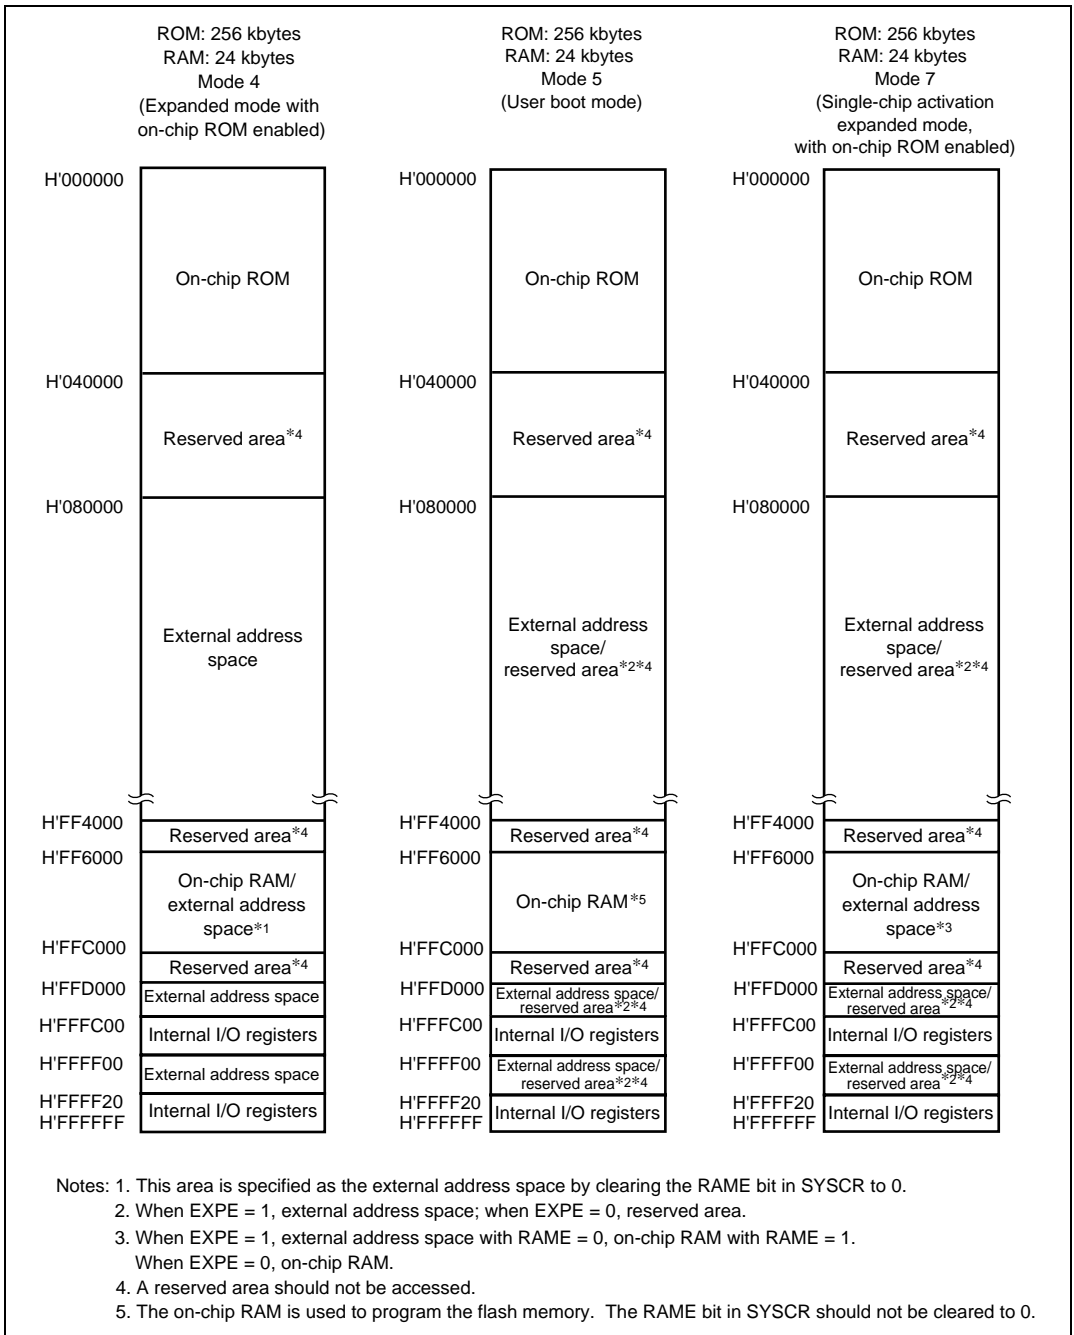 ROM: 256 kbytes
RAM: 24 kbytes
Mode 4
(Expanded mode with
on-chip ROM enabled)
H'000000
On-chip ROM
H'040000
Reserved area*4
H'080000
External address
space
H'FF4000
Reserved area*4
H'FF6000
On-chip RAM/
external address
space*1
H'FFC000
Reserved area*4
H'FFD000
External address space
H'FFFC00
Internal I/O registers
H'FFFF00
External address space
H'FFFF20
Internal I/O registers
H'FFFFFF
ROM: 256 kbytes
RAM: 24 kbytes
Mode 5
(User boot mode)
H'000000
On-chip ROM
H'040000
Reserved area*4
H'080000
External address
space/
reserved area*2*4
H'FF4000
Reserved area*4
H'FF6000
On-chip RAM*5
H'FFC000
Reserved area*4
H'FFD000
External address space/
reserved area*2*4
H'FFFC00
Internal I/O registers
H'FFFF00
External address space/
reserved area*2*4
H'FFFF20
Internal I/O registers
H'FFFFFF
ROM: 256 kbytes
RAM: 24 kbytes
Mode 7
(Single-chip activation
expanded mode,
with on-chip ROM enabled)
H'000000
On-chip ROM
H'040000
Reserved area*4
H'080000
External address
space/
reserved area*2*4
H'FF4000
Reserved area*4
H'FF6000
On-chip RAM/
external address
space*3
H'FFC000
Reserved area*4
H'FFD000
External address space/
reserved area*2*4
H'FFFC00
Internal I/O registers
H'FFFF00
External address space/
reserved area*2*4
H'FFFF20
Internal I/O registers
H'FFFFFF
Notes: 1. This area is specified as the external address space by clearing the RAME bit in SYSCR to 0.
2. When EXPE = 1, external address space; when EXPE = 0, reserved area.
3. When EXPE = 1, external address space with RAME = 0, on-chip RAM with RAME = 1.
When EXPE = 0, on-chip RAM.
4. A reserved area should not be accessed.
5. The on-chip RAM is used to program the flash memory. The RAME bit in SYSCR should not be cleared to 0.